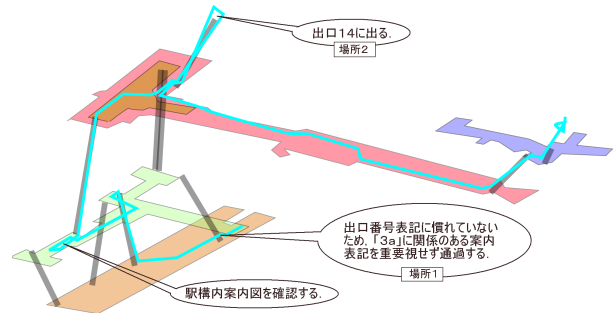 出口14に出る.
場所2
出口番号表記に慣れていない
ため,「3a」に関係のある案内
表記を重要視せず通過する.
場所1
駅構内案内図を確認する.